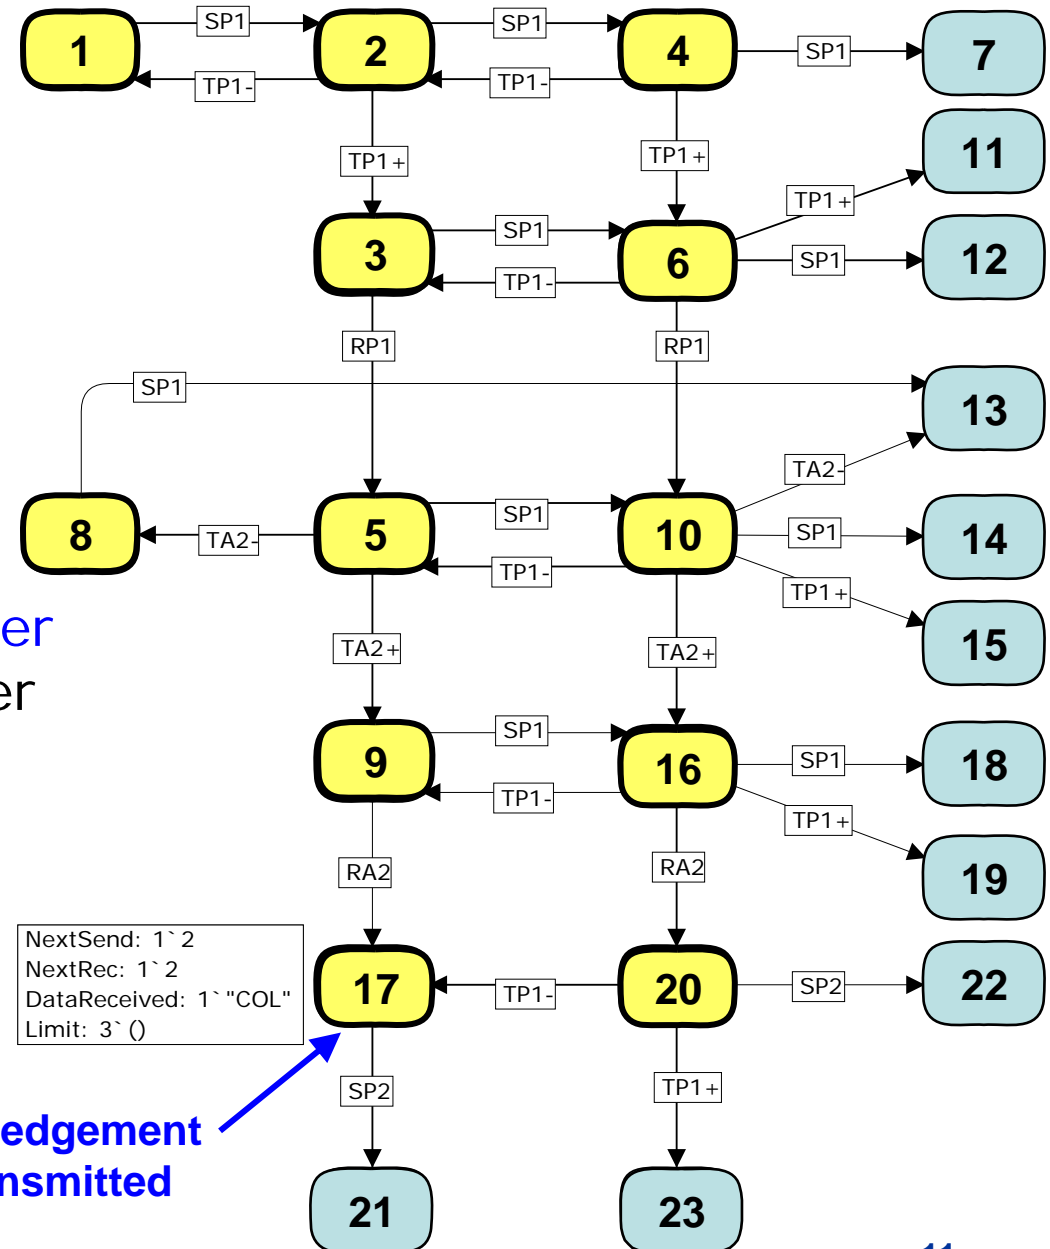 SP1
SP1
1
2
4
SP1
7
TP1-
TP1-
11
TP1+
TP1+
TP1+
SP1
3
6
SP1
12
TP1-
RP1
RP1
SP1
13
TA2-
SP1
8
TA2-
5
10
SP1
14
TP1-
TP1+
er
TA2+
TA2+
15
er
SP1
9
16
SP1
18
TP1-
TP1+
RA2
RA2
19
NextSend: 1`2
NextRec: 1`2
DataReceived: 1`"COL"
Limit: 3`()
17
TP1-
20
SP2
22
SP2
TP1+
edgement
nsmitted
21
23